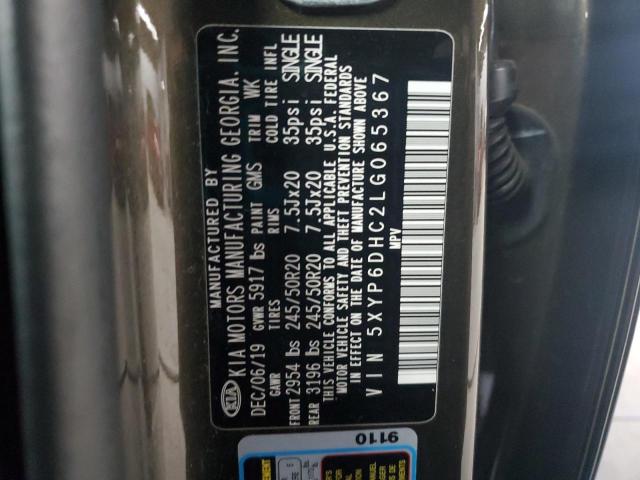 MANUFACTURED BY
KIA KIA MOTORS MANUFACTURING GEORGIA. INC.
DEC/06/19 GVWR 5917 lbs PAINT GMS TRIM WK
GAWR TIRES RIMS COLD TIRE INFL
FRONT 2954 lbs 245/50R20 7.5Jx20 35psi SINGLE
REAR 3196 lbs 245/50R20 7.5Jx20 35psi SINGLE
THIS VEHICLE CONFORMS TO ALL APPLICABLE U.S.A. FEDERAL
MOTOR VEHICLE SAFETY AND THEFT PREVENTION STANDARDS
IN EFFECT ON THE DATE OF MANUFACTURE SHOWN ABOVE
VIN 5XYP6DHC2LG065367
MPV
9110